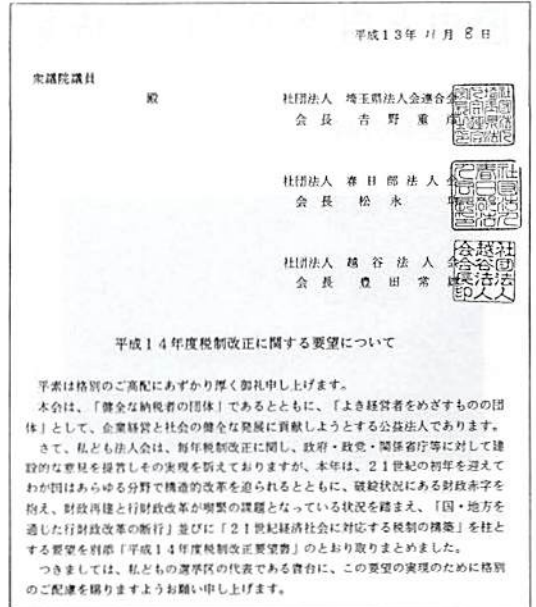 平成13年 11月 8日
衆議院議員
殿
社団法人 埼玉県法人会連合会
会長 吉野重
社団法人 春日部法人会
会長 松永
社団法人 越谷法人会
会長 豊田常
平成14年度税制改正に関する要望について
平素は格別のご高配にあずかり厚く御礼申し上げます。
本会は、「健全な納税者の団体」であるとともに、「よき経営者をめざすものの団
体」として、企業経営と社会の健全な発展に貢献しようとする公益法人であります。
さて、私ども法人会は、毎年税制改正に関し、政府・政党・関係省庁等に対して建
設的な意見を提言しその実現を訴えておりますが、本年は、21世紀の初年を迎えて
わが国はあらゆる分野で構造的改革を迫られるとともに、破綻状況にある財政赤字を
抱え、財政再建と行財政改革が喫緊の課題となっている状況を踏まえ、「国・地方を
通じた行財政改革の断行」並びに「21世紀経済社会に対応する税制の構築」を柱と
する要望を別添「平成14年度税制改正要望書」のとおり取りまとめました。
つきましては、私どもの選挙区の代表である貴台に、この要望の実現のために格別
のご配慮を賜りますようお願い申し上げます。